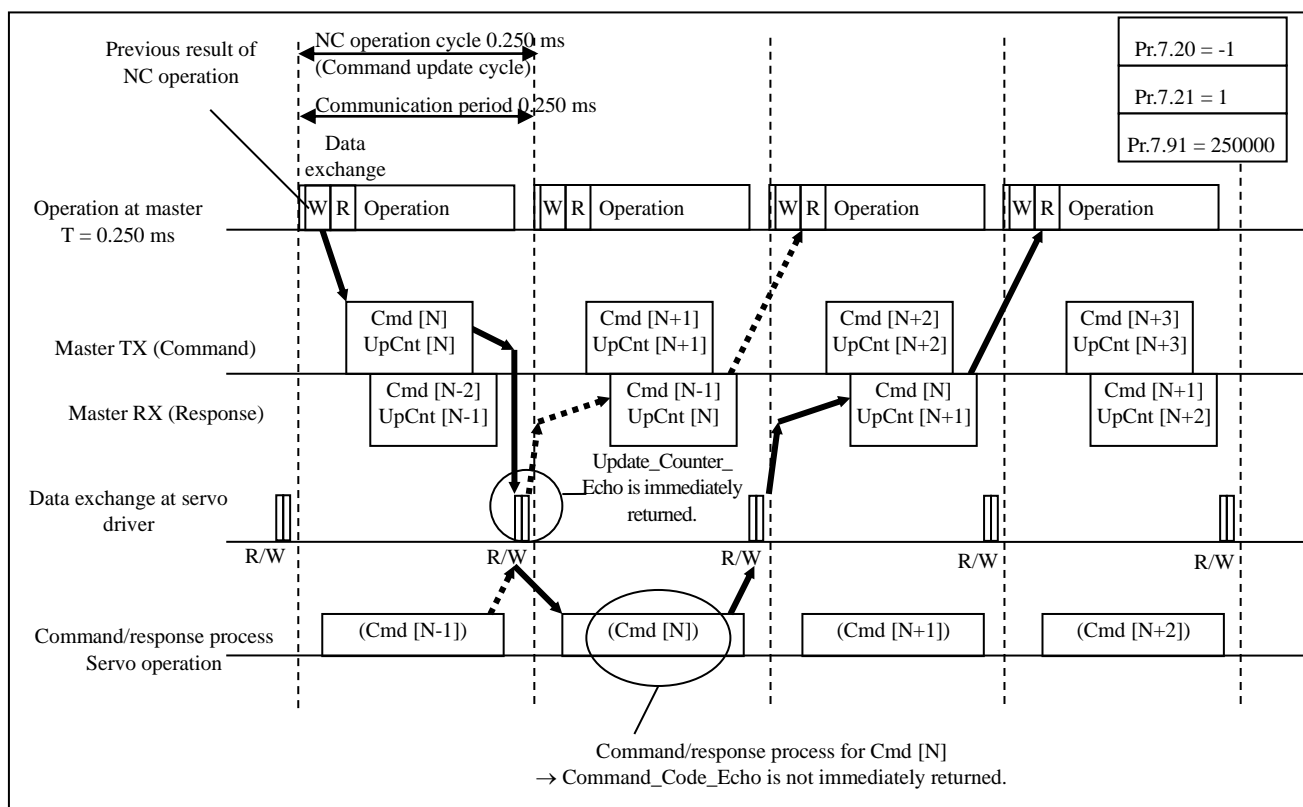 NC operation cycle 0.250 ms
(Command update cycle)
Previous result of
NC operation
Communication period 0.250 ms
Data
exchange
Pr.7.20 = -1
Pr.7.21 = 1
Pr.7.91 = 250000
Operation at master
T = 0.250 ms
W R Operation
W R Operation
W R Operation
W R Operation
Master TX (Command)
Cmd [N]
UpCnt [N]
Cmd [N+1]
UpCnt [N+1]
Cmd [N+2]
UpCnt [N+2]
Cmd [N+3]
UpCnt [N+3]
Master RX (Response)
Cmd [N-2]
UpCnt [N-1]
Cmd [N-1]
UpCnt [N]
Cmd [N]
UpCnt [N+1]
Cmd [N+1]
UpCnt [N+2]
Update_Counter_
Echo is immediately
returned.
Data exchange at servo
driver
R/W
R/W
R/W
R/W
R/W
Command/response process
Servo operation
(Cmd [N-1])
(Cmd [N])
(Cmd [N+1])
(Cmd [N+2])
Command/response process for Cmd [N]
→ Command_Code_Echo is not immediately returned.